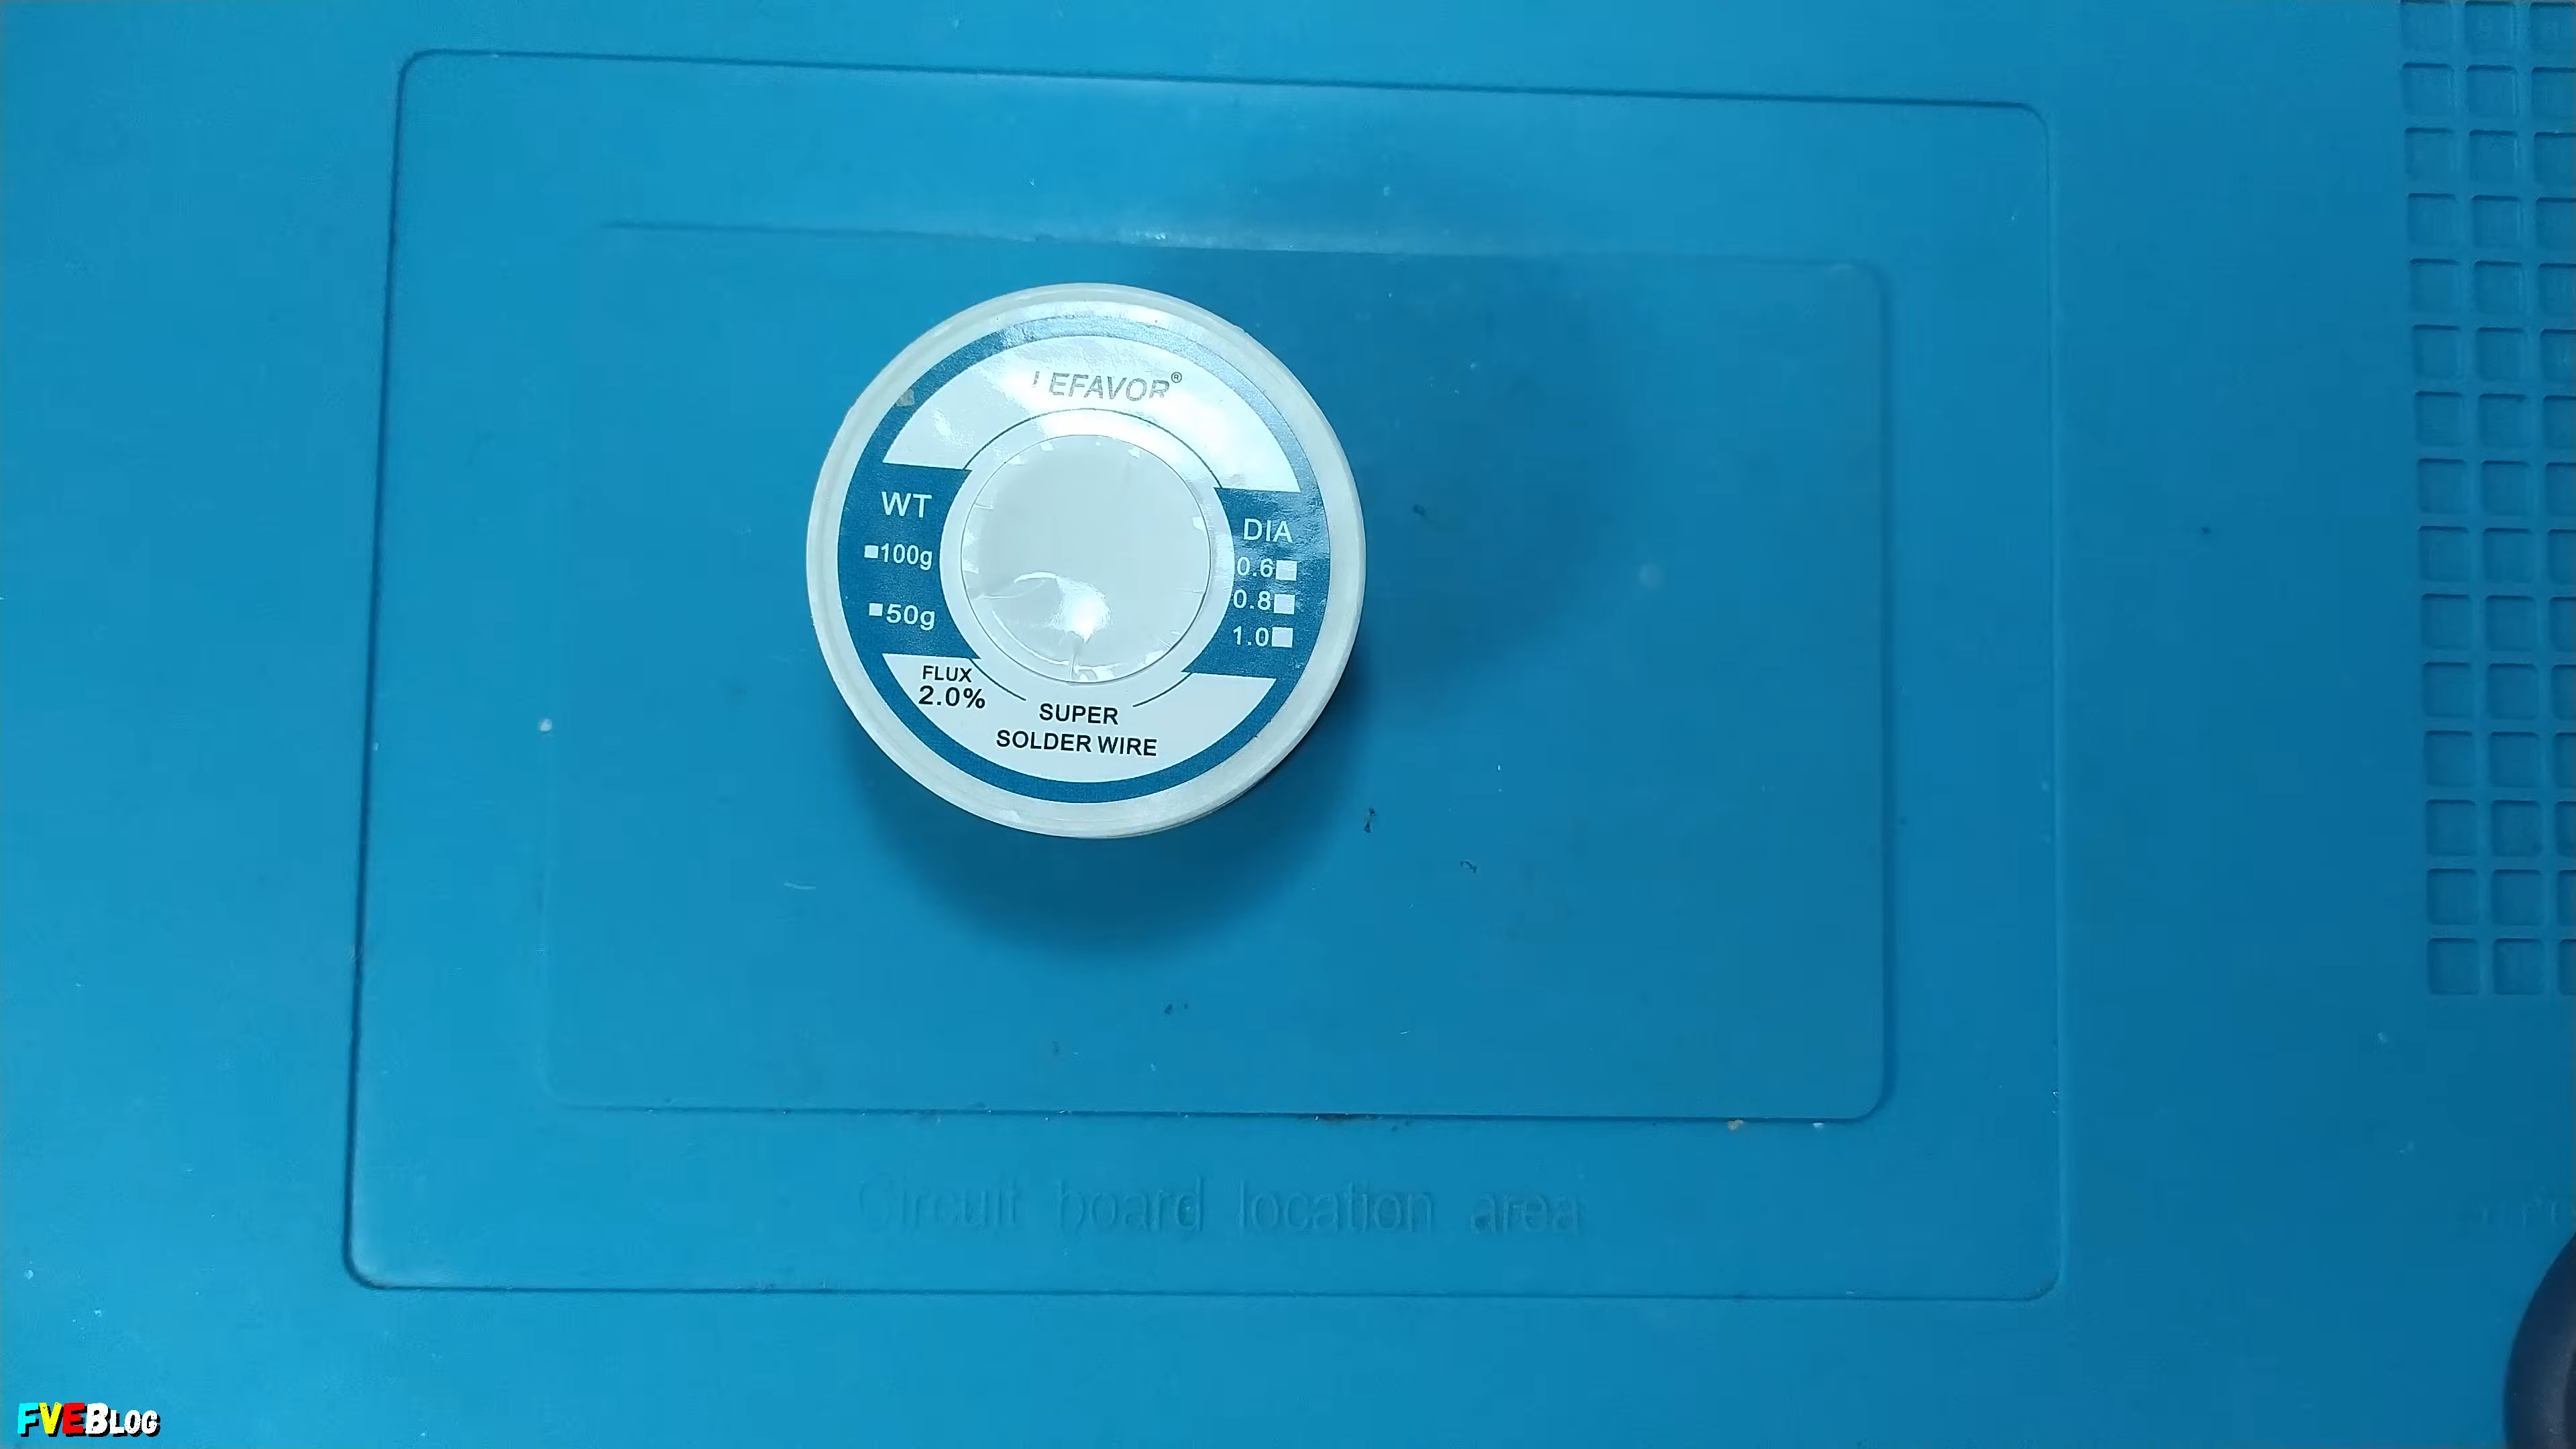 LEFAVOR®
WT
100g
50g
DIA
0.6
0.8
1.0
FLUX
2.0%
SUPER
SOLDER WIRE
Circuit board location area
FVEBLOG